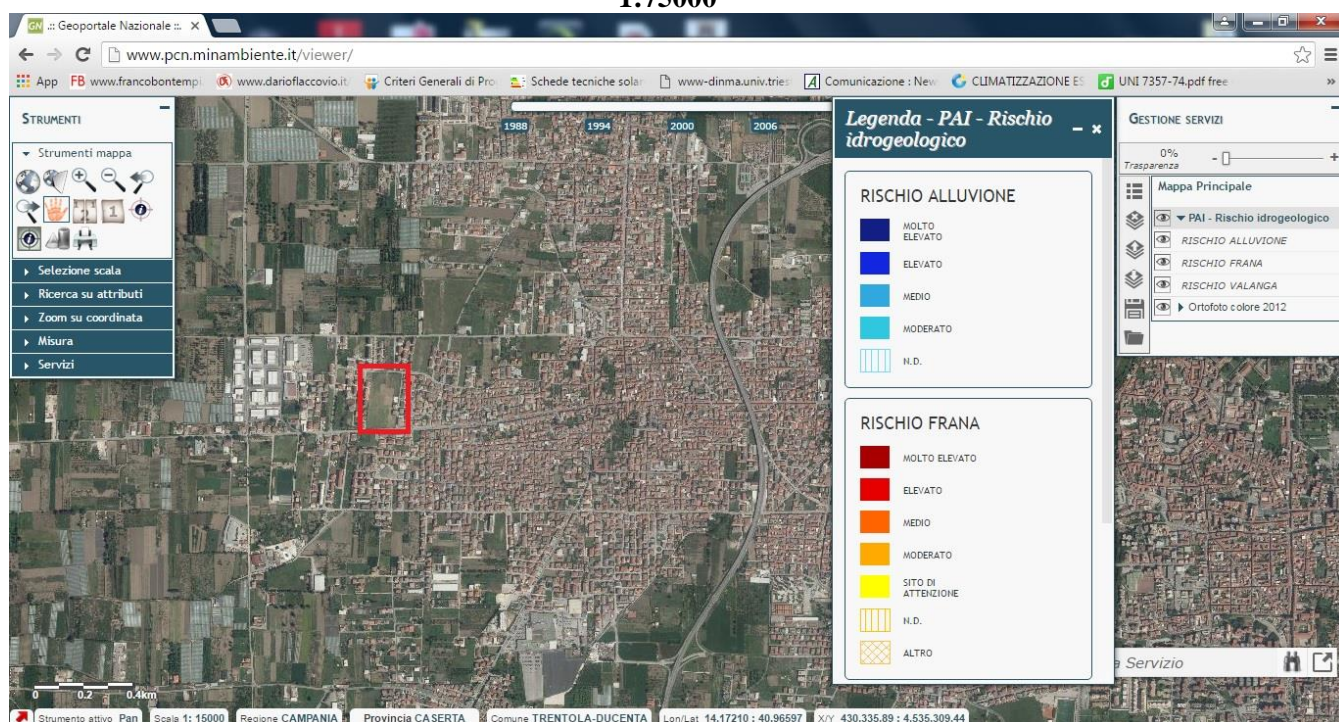 1:75000
GN .:: Geoportale Nazionale ::. ×
www.pcn.minambiente.it/viewer/
App FB www.francobontempi www.darioflaccovio.it Criteri Generali di Pro Schede tecniche solar www-dinma.univ.tries Comunicazione : New CLIMATIZZAZIONE ES UNI 7357-74.pdf free »
STRUMENTI
Strumenti mappa
1
Selezione scala
Ricerca su attributi
Zoom su coordinata
Misura
Servizi
1988 1994 2000 2006
Legenda - PAI - Rischio
idrogeologico
RISCHIO ALLUVIONE
MOLTO
ELEVATO
ELEVATO
MEDIO
MODERATO
N.D.
RISCHIO FRANA
MOLTO ELEVATO
ELEVATO
MEDIO
MODERATO
SITO DI
ATTENZIONE
N.D.
ALTRO
GESTIONE SERVIZI
0%
Trasparenza - +
Mappa Principale
PAI - Rischio idrogeologico
RISCHIO ALLUVIONE
RISCHIO FRANA
RISCHIO VALANGA
Ortofoto colore 2012
a Servizio
0 0.2 0.4km
Strumento attivo Pan Scala 1: 15000 Regione CAMPANIA Provincia CASERTA Comune TRENTOLA-DUCENTA Lon/Lat 14.17210 : 40.96597 X/Y 430.335,89 : 4.535.309,44